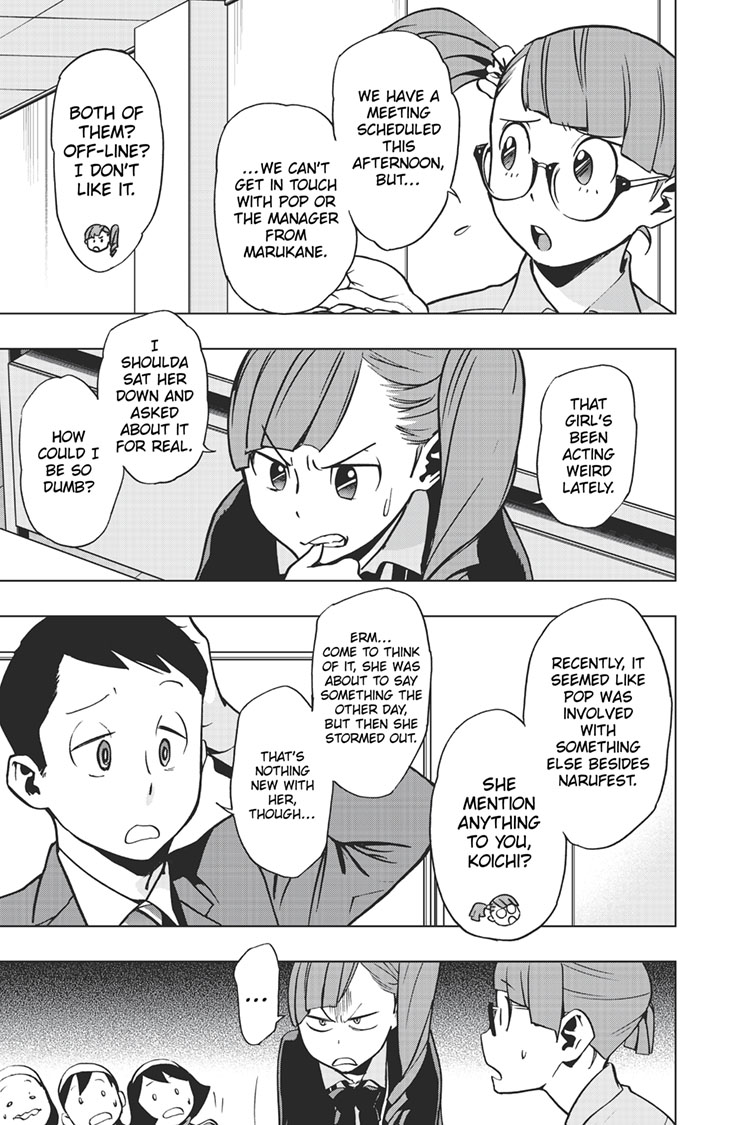 WE HAVE A
MEETING
SCHEDULED
THIS
AFTERNOON,
BUT...
...WE CAN'T
GET IN TOUCH
WITH POP OR
THE MANAGER
FROM
MARUKANE.
BOTH OF
THEM?
OFF-LINE?
I DON'T
LIKE IT.
THAT
GIRL'S
BEEN
ACTING
WEIRD
LATELY.
I
SHOULDA
SAT HER
DOWN AND
ASKED
ABOUT IT
FOR REAL.
HOW
COULD I
BE SO
DUMB?
RECENTLY, IT
SEEMED LIKE
POP WAS
INVOLVED
WITH
SOMETHING
ELSE BESIDES
NARUFEST.
SHE
MENTION
ANYTHING
TO YOU,
KOICHI?
ERM...
COME TO THINK
OF IT, SHE WAS
ABOUT TO SAY
SOMETHING THE
OTHER DAY,
BUT THEN SHE
STORMED OUT.
THAT'S
NOTHING
NEW WITH
HER,
THOUGH...
...